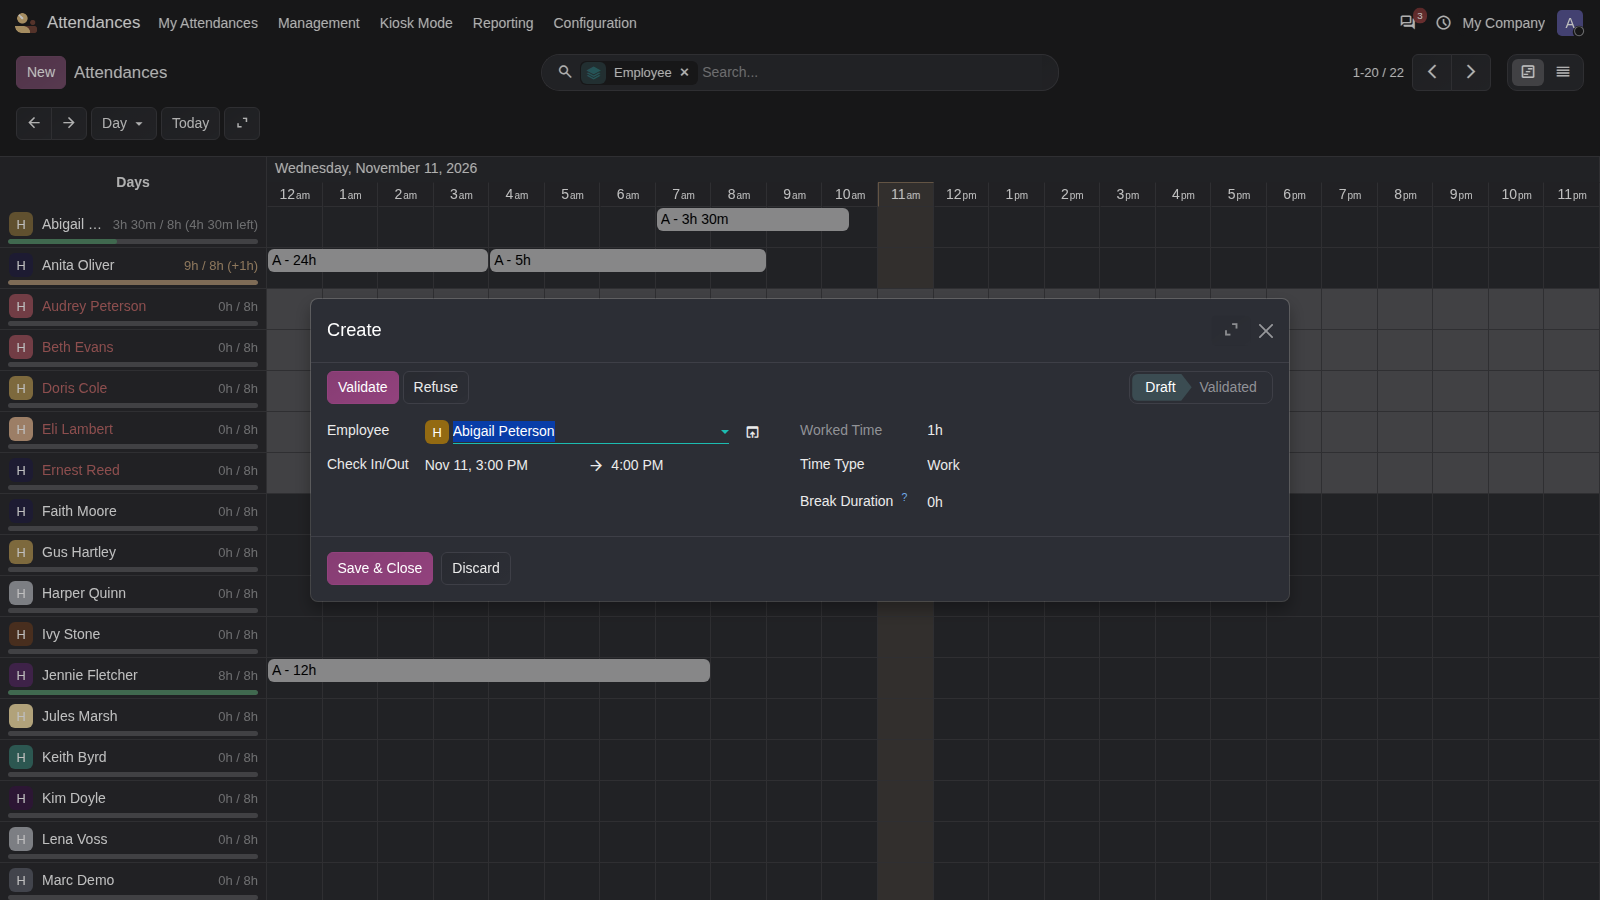 Attendances My Attendances Management Kiosk Mode Reporting Configuration 3 My Company A
New Attendances Employee × Search... 1-20 / 22
Day Today
Days Wednesday, November 11, 2026
12am 1am 2am 3am 4am 5am 6am 7am 8am 9am 10am 11am 12pm 1pm 2pm 3pm 4pm 5pm 6pm 7pm 8pm 9pm 10pm 11pm
H Abigail ... 3h 30m / 8h (4h 30m left) A - 3h 30m
H Anita Oliver 9h / 8h (+1h) A - 24h A - 5h
H Audrey Peterson 0h / 8h
H Beth Evans 0h / 8h
H Doris Cole 0h / 8h
H Eli Lambert 0h / 8h
H Ernest Reed 0h / 8h
H Faith Moore 0h / 8h
H Gus Hartley 0h / 8h
H Harper Quinn 0h / 8h
H Ivy Stone 0h / 8h
H Jennie Fletcher 8h / 8h A - 12h
H Jules Marsh 0h / 8h
H Keith Byrd 0h / 8h
H Kim Doyle 0h / 8h
H Lena Voss 0h / 8h
H Marc Demo 0h / 8h
Create
Validate Refuse Draft Validated
Employee H Abigail Peterson Worked Time 1h
Check In/Out Nov 11, 3:00 PM → 4:00 PM Time Type Work
Break Duration ? 0h
Save & Close Discard